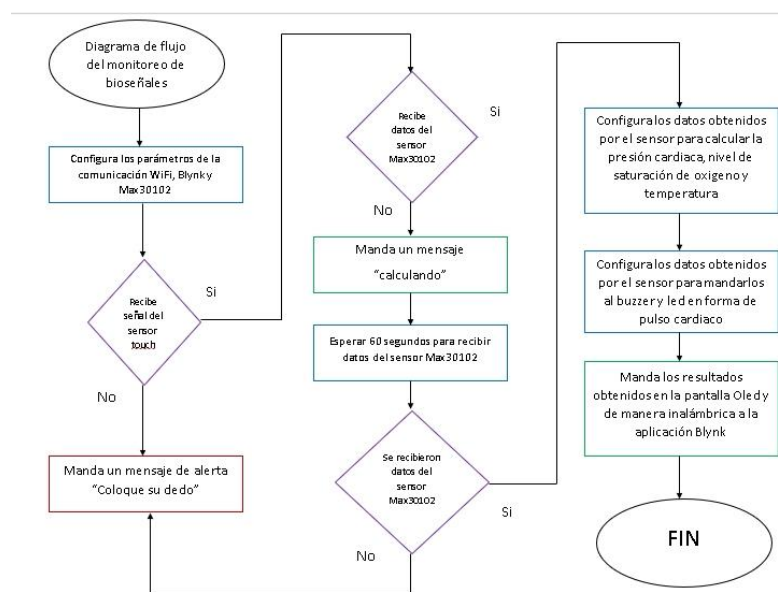 Diagrama de flujo
del monitoreo de
bioseñales
Configura los parámetros de la
comunicación WiFi, Blynk y
Max30102
Recibe
señal del
sensor
touch
Si
No
Manda un mensaje de alerta
“Coloque su dedo”
Recibe
datos del
sensor
Max30102
Si
No
Manda un mensaje
“calculando”
Esperar 60 segundos para recibir
datos del sensor Max30102
Se recibieron
datos del
sensor
Max30102
Si
No
Configura los datos obtenidos
por el sensor para calcular la
presión cardiaca, nivel de
saturación de oxigeno y
temperatura
Configura los datos obtenidos
por el sensor para mandarlos
al buzzer y led en forma de
pulso cardiaco
Manda los resultados
obtenidos en la pantalla Oled y
de manera inalámbrica a la
aplicación Blynk
FIN